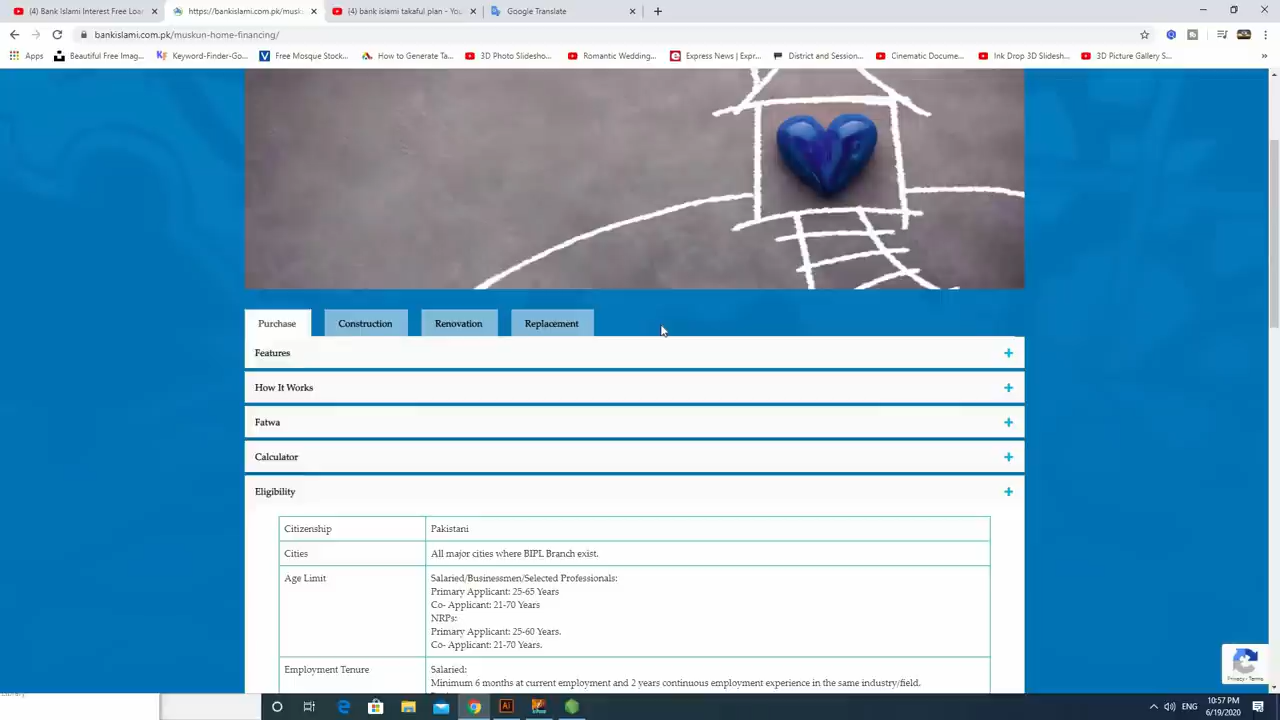 (4) Bank Islami Interest Free Loan
https://bankislami.com.pk/musk
(4) bank islami takaful plan - You
Google Translate
bankislami.com.pk/muskun-home-financing/
Apps
Beautiful Free Imag...
Keyword-Finder-Go...
Free Mosque Stock...
How to Generate Ta...
3D Photo Slidesho...
Romantic Wedding...
Express News | Expr...
District and Session...
Cinematic Docume...
Ink Drop 3D Slidesh...
3D Picture Gallery S...
Purchase
Construction
Renovation
Replacement
Features
How It Works
Fatwa
Calculator
Eligibility
Citizenship
Pakistani
Cities
All major cities where BIPL Branch exist.
Age Limit
Salaried/Businessmen/Selected Professionals:
Primary Applicant: 25-65 Years
Co- Applicant: 21-70 Years
NRPs:
Primary Applicant: 25-60 Years.
Co- Applicant: 21-70 Years.
Employment Tenure
Salaried:
Minimum 6 months at current employment and 2 years continuous employment experience in the same industry/field.
Privacy - Terms
ENG
10:57 PM
6/19/2020